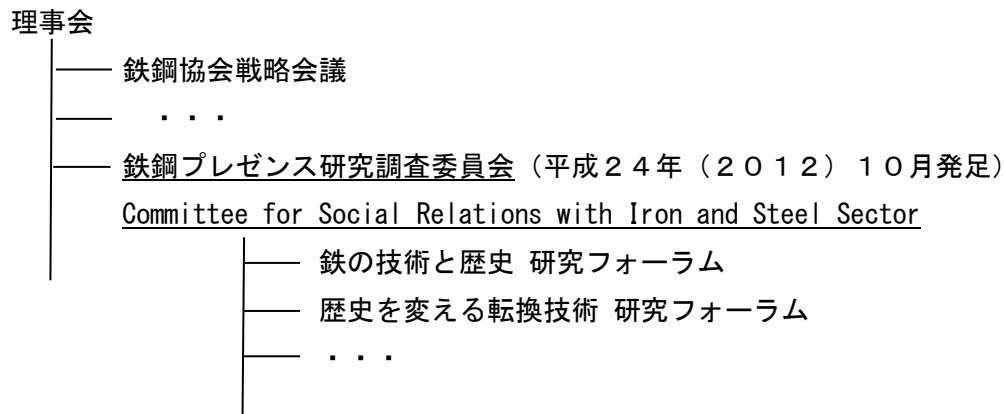 理事会
鉄鋼協会戦略会議
・・・
鉄鋼プレゼンス研究調査委員会（平成２４年（２０１２）１０月発足）
Committee for Social Relations with Iron and Steel Sector
鉄の技術と歴史 研究フォーラム
歴史を変える転換技術 研究フォーラム
・・・